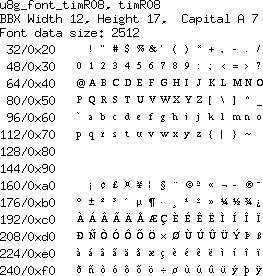 u8g_font_timR08, timR08
BBX Width 12, Height 17, Capital A 7
Font data size: 2512
32/0x20 ! " # $ % & ' ( ) * + , - . /
48/0x30 0 1 2 3 4 5 6 7 8 9 : ; < = > ?
64/0x40 @ A B C D E F G H I J K L M N O
80/0x50 P Q R S T U V W X Y Z [ \ ] ^ _
96/0x60 ` a b c d e f g h i j k l m n o
112/0x70 p q r s t u v w x y z { | } ~
128/0x80
144/0x90
160/0xa0 ¡ ¢ £ ¤ ¥ ¦ § ¨ © ª « ¬ - ® ¯
176/0xb0 ° ± ² ³ ´ µ ¶ · ¸ ¹ º » ¼ ½ ¾ ¿
192/0xc0 À Á Â Ã Ä Å Æ Ç È É Ê Ë Ì Í Î Ï
208/0xd0 Ð Ñ Ò Ó Ô Õ Ö × Ø Ù Ú Û Ü Ý Þ ß
224/0xe0 à á â ã ä å æ ç è é ê ë ì í î ï
240/0xf0 ð ñ ò ó ô õ ö ÷ ø ù ú û ü ý þ ÿ